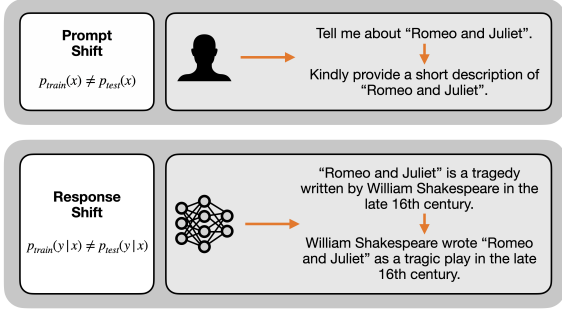 Prompt
Shift
p_train(x) ≠ p_test(x)
Tell me about “Romeo and Juliet”.
Kindly provide a short description of
“Romeo and Juliet”.
Response
Shift
p_train(y|x) ≠ p_test(y|x)
“Romeo and Juliet” is a tragedy
written by William Shakespeare in the
late 16th century.
William Shakespeare wrote “Romeo
and Juliet” as a tragic play in the late
16th century.